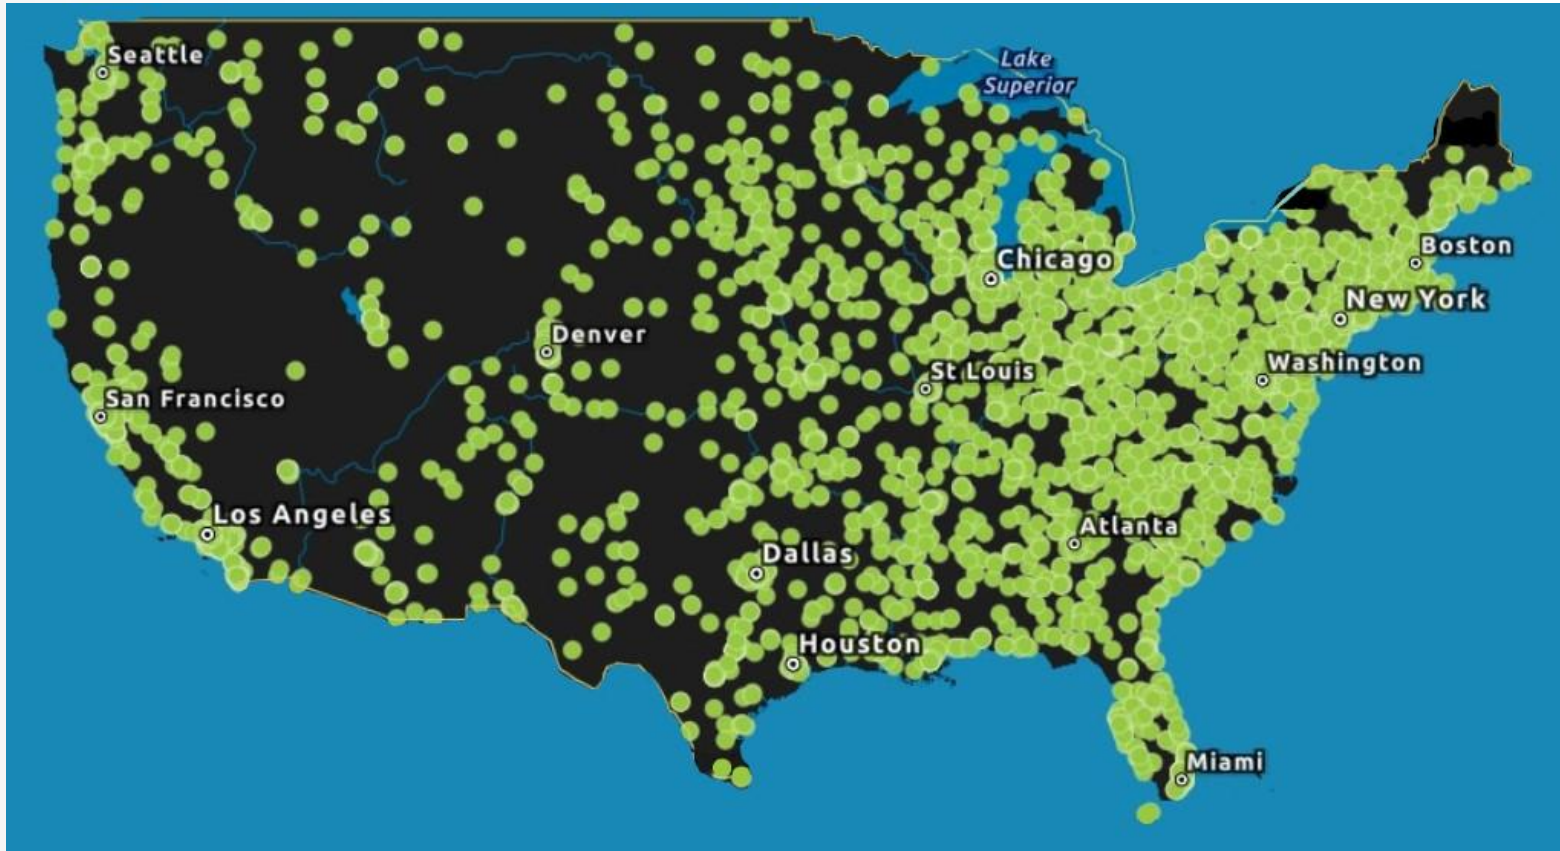 Seattle
Lake
Superior
Boston
Chicago
New York
Denver
Washington
St Louis
San Francisco
Los Angeles
Atlanta
Dallas
Houston
Miami